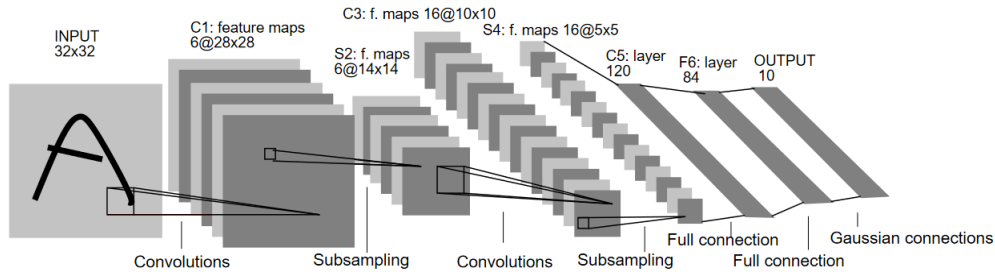 INPUT
32x32
C1: feature maps
6@28x28
S2: f. maps
6@14x14
C3: f. maps 16@10x10
S4: f. maps 16@5x5
C5: layer
120
F6: layer
84
OUTPUT
10
Convolutions
Subsampling
Convolutions
Subsampling
Full connection
Full connection
Gaussian connections